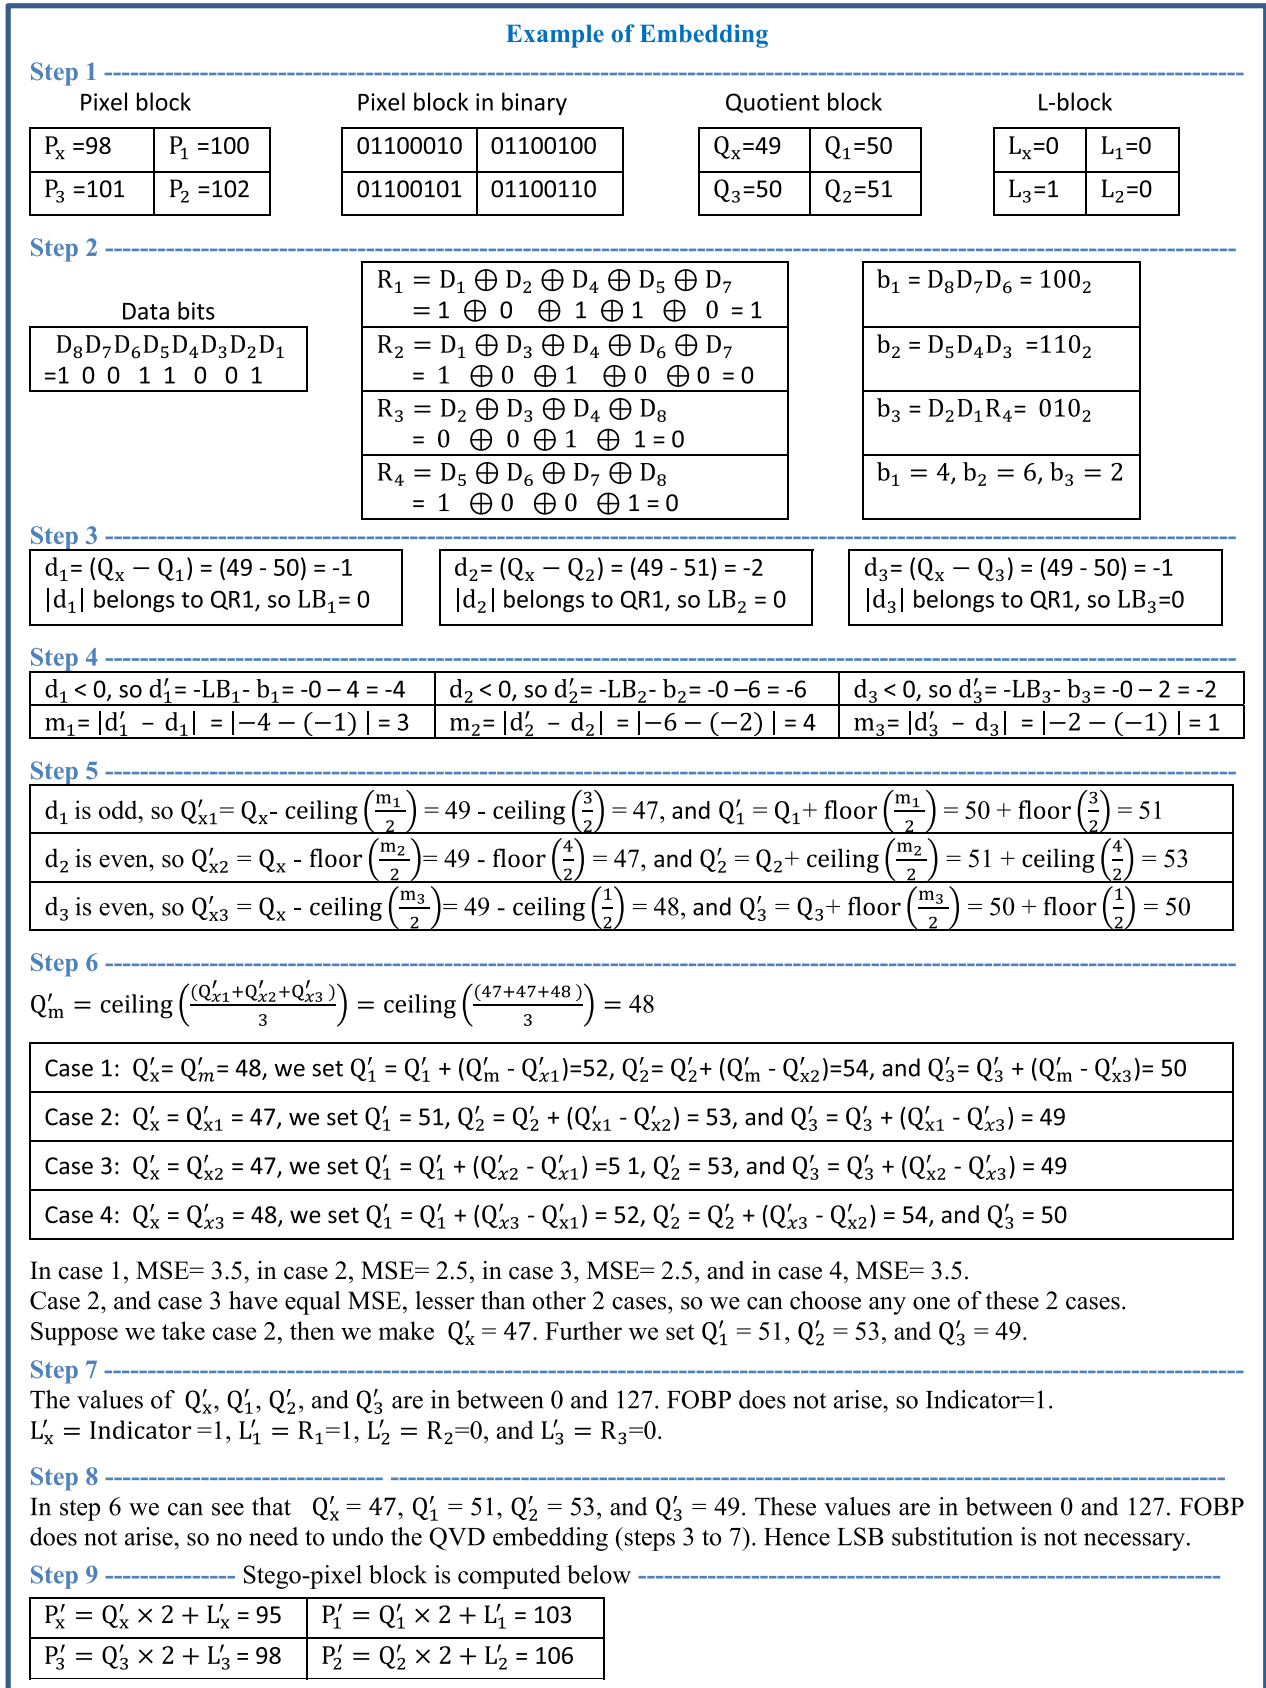 Example of Embedding
Step 1
Pixel block Pixel block in binary Quotient block L-block
Pₓ =98 P₁ =100 01100010 01100100 Qₓ=49 Q₁=50 Lₓ=0 L₁=0
P₃ =101 P₂ =102 01100101 01100110 Q₃=50 Q₂=51 L₃=1 L₂=0
Step 2
Data bits
D₈D₇D₆D₅D₄D₃D₂D₁
=1 0 0 1 1 0 0 1
R₁ = D₁ ⊕ D₂ ⊕ D₄ ⊕ D₅ ⊕ D₇
= 1 ⊕ 0 ⊕ 1 ⊕ 1 ⊕ 0 = 1
R₂ = D₁ ⊕ D₃ ⊕ D₄ ⊕ D₆ ⊕ D₇
= 1 ⊕0 ⊕1 ⊕0 ⊕0 =0
R₃ = D₂ ⊕ D₃ ⊕ D₄ ⊕ D₈
= 0 ⊕ 0 ⊕ 1 ⊕ 1 = 0
R₄ = D₅ ⊕ D₆ ⊕ D₇ ⊕ D₈
= 1 ⊕0 ⊕0 ⊕1 = 0
b₁ = D₈D₇D₆ = 100₂
b₂ = D₅D₄D₃ =110₂
b₃ = D₂D₁R₄= 010₂
b₁ = 4, b₂ = 6, b₃ = 2
Step 3
d₁= (Qₓ − Q₁) = (49 - 50) = -1
|d₁| belongs to QR1, so LB₁= 0
d₂= (Qₓ − Q₂) = (49 - 51) = -2
|d₂| belongs to QR1, so LB₂ = 0
d₃= (Qₓ − Q₃) = (49 - 50) = -1
|d₃| belongs to QR1, so LB₃=0
Step 4
d₁ < 0, so d′₁= -LB₁- b₁= -0 – 4 = -4 d₂ < 0, so d′₂= -LB₂- b₂= -0 –6 = -6 d₃ < 0, so d′₃= -LB₃- b₃= -0 – 2 = -2
m₁= |d′₁ − d₁| = |−4 − (−1) | = 3 m₂= |d′₂ − d₂| = |−6 − (−2) | = 4 m₃= |d′₃ − d₃| = |−2 − (−1) | = 1
Step 5
d₁ is odd, so Q′ₓ₁= Qₓ- ceiling (m₁/2) = 49 - ceiling (3/2) = 47, and Q′₁ = Q₁+ floor (m₁/2) = 50 + floor (3/2) = 51
d₂ is even, so Q′ₓ₂ = Qₓ - floor (m₂/2)= 49 - floor (4/2) = 47, and Q′₂ = Q₂+ ceiling (m₂/2) = 51 + ceiling (4/2) = 53
d₃ is even, so Q′ₓ₃ = Qₓ - ceiling (m₃/2)= 49 - ceiling (1/2) = 48, and Q′₃ = Q₃+ floor (m₃/2) = 50 + floor (1/2) = 50
Step 6
Q′ₘ = ceiling ((Q′ₓ₁+Q′ₓ₂+Q′ₓ₃ )/3) = ceiling ((47+47+48 )/3) = 48
Case 1: Q′ₓ= Q′ₘ= 48, we set Q′₁ = Q′₁ + (Q′ₘ - Q′ₓ₁)=52, Q′₂= Q′₂+ (Q′ₘ - Q′ₓ₂)=54, and Q′₃= Q′₃ + (Q′ₘ - Q′ₓ₃)= 50
Case 2: Q′ₓ = Q′ₓ₁ = 47, we set Q′₁ = 51, Q′₂ = Q′₂ + (Q′ₓ₁ - Q′ₓ₂) = 53, and Q′₃ = Q′₃ + (Q′ₓ₁ - Q′ₓ₃) = 49
Case 3: Q′ₓ = Q′ₓ₂ = 47, we set Q′₁ = Q′₁ + (Q′ₓ₂ - Q′ₓ₁) =5 1, Q′₂ = 53, and Q′₃ = Q′₃ + (Q′ₓ₂ - Q′ₓ₃) = 49
Case 4: Q′ₓ = Q′ₓ₃ = 48, we set Q′₁ = Q′₁ + (Q′ₓ₃ - Q′ₓ₁) = 52, Q′₂ = Q′₂ + (Q′ₓ₃ - Q′ₓ₂) = 54, and Q′₃ = 50
In case 1, MSE= 3.5, in case 2, MSE= 2.5, in case 3, MSE= 2.5, and in case 4, MSE= 3.5.
Case 2, and case 3 have equal MSE, lesser than other 2 cases, so we can choose any one of these 2 cases.
Suppose we take case 2, then we make Q′ₓ = 47. Further we set Q′₁ = 51, Q′₂ = 53, and Q′₃ = 49.
Step 7
The values of Q′ₓ, Q′₁, Q′₂, and Q′₃ are in between 0 and 127. FOBP does not arise, so Indicator=1.
L′ₓ = Indicator =1, L′₁ = R₁=1, L′₂ = R₂=0, and L′₃ = R₃=0.
Step 8
In step 6 we can see that Q′ₓ = 47, Q′₁ = 51, Q′₂ = 53, and Q′₃ = 49. These values are in between 0 and 127. FOBP
does not arise, so no need to undo the QVD embedding (steps 3 to 7). Hence LSB substitution is not necessary.
Step 9 Stego-pixel block is computed below
P′ₓ = Q′ₓ × 2 + L′ₓ = 95 P′₁ = Q′₁ × 2 + L′₁ = 103
P′₃ = Q′₃ × 2 + L′₃ = 98 P′₂ = Q′₂ × 2 + L′₂ = 106